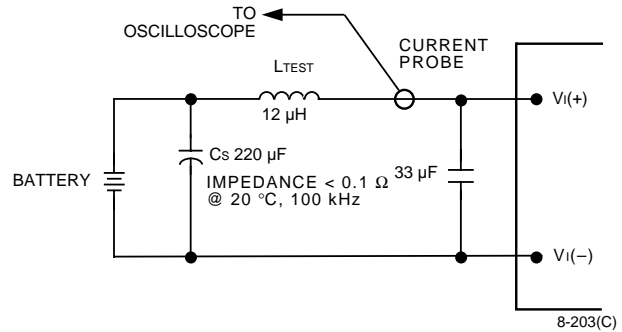 TO
OSCILLOSCOPE
CURRENT
PROBE
LTEST
12 µH
VI(+)
CS 220 µF
BATTERY
IMPEDANCE < 0.1 Ω
@ 20 °C, 100 kHz
33 µF
VI(–)
8-203(C)